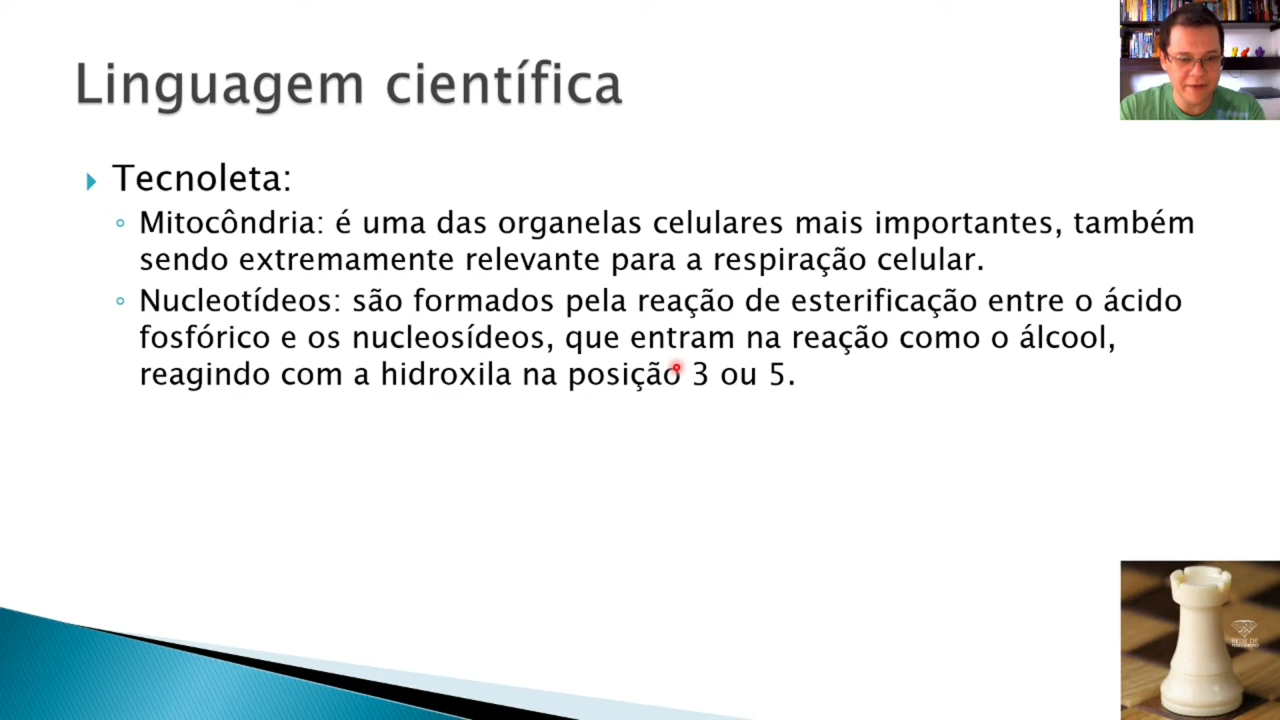 Linguagem científica
Tecnoleta:
Mitocôndria: é uma das organelas celulares mais importantes, também
sendo extremamente relevante para a respiração celular.
Nucleotídeos: são formados pela reação de esterificação entre o ácido
fosfórico e os nucleosídeos, que entram na reação como o álcool,
reagindo com a hidroxila na posição 3 ou 5.
REDE DE